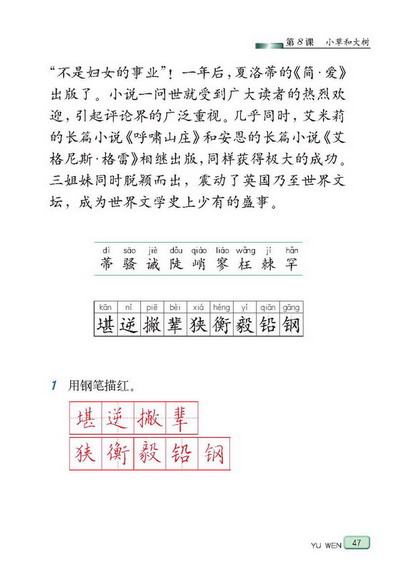 第8课 小草和大树
“不是妇女的事业”！一年后，夏洛蒂的《简·爱》
出版了。小说一问世就受到广大读者的热烈欢
迎，引起评论界的广泛重视。几乎同时，艾米莉
的长篇小说《呼啸山庄》和安恩的长篇小说《艾
格尼斯·格雷》相继出版，同样获得极大的成功。
三姐妹同时脱颖而出，震动了英国乃至世界文
坛，成为世界文学史上少有的盛事。
dì sāo jiè dǒu qiào liáo wǎng jí hǎn
蒂 骚 诫 陡 峭 寥 枉 棘 罕
kān nì piě bèi xiá héng yì qiān gāng
堪 逆 撇 辈 狭 衡 毅 铅 钢
1 用钢笔描红。
堪 逆 撇 辈
狭 衡 毅 铅 钢
YU WEN 47